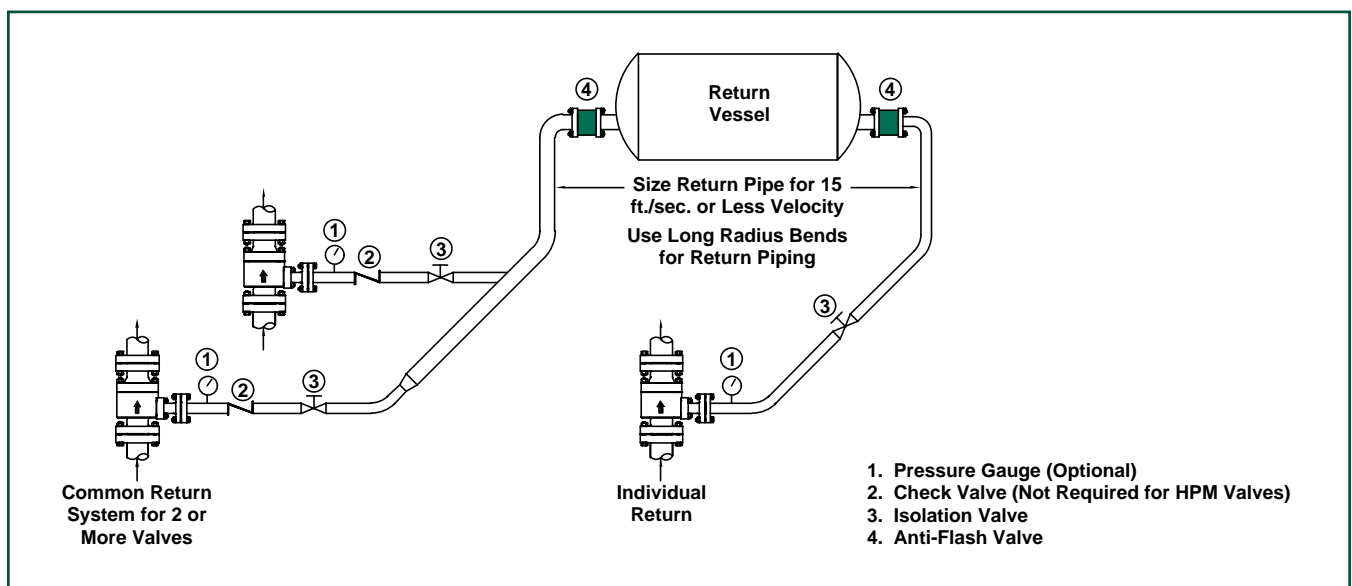 4
4
Return
Vessel
Size Return Pipe for 15
ft./sec. or Less Velocity
Use Long Radius Bends
for Return Piping
1
2
3
1
2
3
3
1
Common Return
System for 2 or
More Valves
Individual
Return
1. Pressure Gauge (Optional)
2. Check Valve (Not Required for HPM Valves)
3. Isolation Valve
4. Anti-Flash Valve